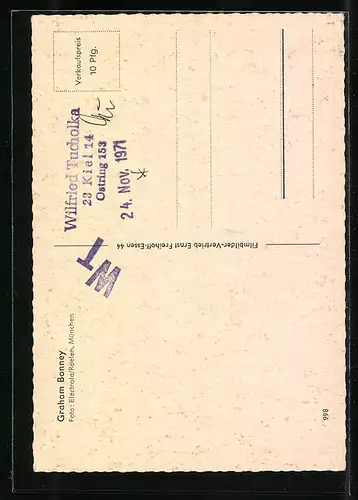 Verkaufspreis
10 Pfg.
Wilfried Tucholka
23 Kiel 14
Ostring 153
24. Nov. 1971
Filmbilder-Vertrieb Ernst Freihoff-Essen 44
WT
Graham Bonney
Foto: Electrola/Roelen, München
998